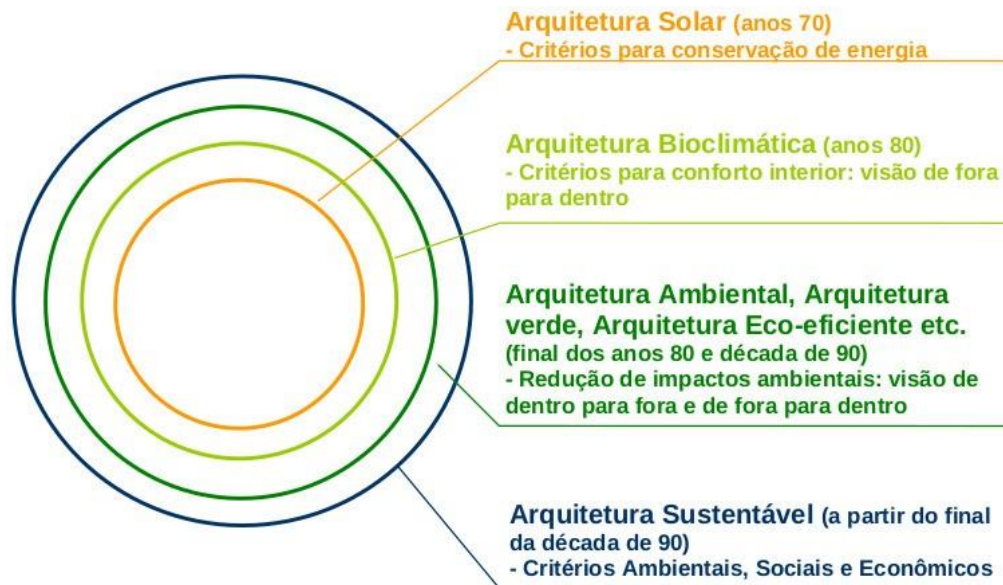 Arquitetura Solar (anos 70)
- Critérios para conservação de energia
Arquitetura Bioclimática (anos 80)
- Critérios para conforto interior: visão de fora
para dentro
Arquitetura Ambiental, Arquitetura
verde, Arquitetura Eco-eficiente etc.
(final dos anos 80 e década de 90)
- Redução de impactos ambientais: visão de
dentro para fora e de fora para dentro
Arquitetura Sustentável (a partir do final
da década de 90)
- Critérios Ambientais, Sociais e Econômicos